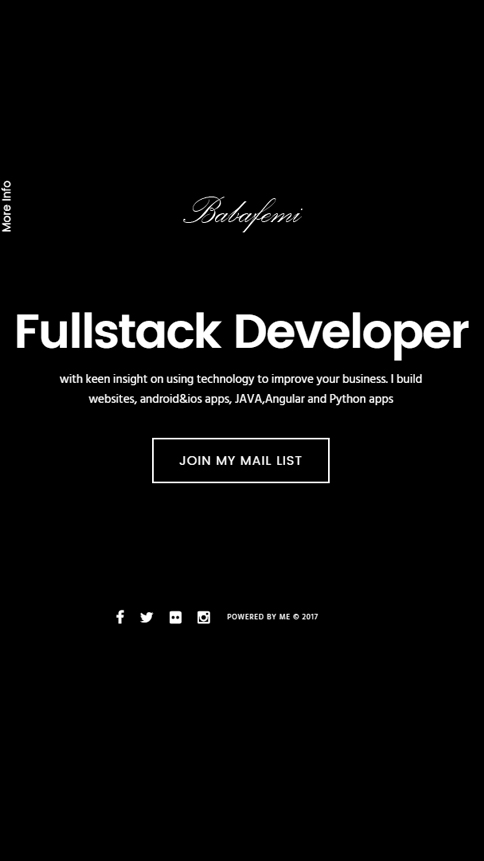 More Info
Babafemi
Fullstack Developer
with keen insight on using technology to improve your business. I build
websites, android&ios apps, JAVA,Angular and Python apps
JOIN MY MAIL LIST
POWERED BY ME © 2017